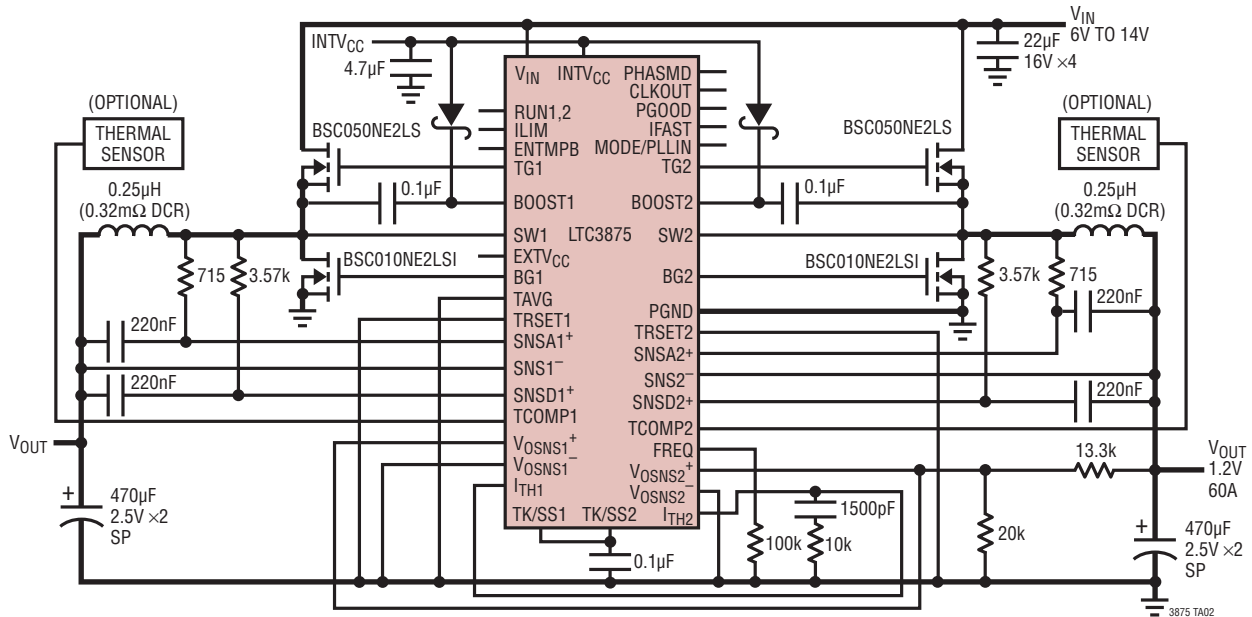 V_IN
6V TO 14V
22µF
16V ×4
INTV_CC
4.7µF
V_IN
INTV_CC
PHASMD
CLKOUT
PGOOD
IFAST
MODE/PLLIN
RUN1,2
ILIM
ENTMPB
(OPTIONAL)
THERMAL
SENSOR
BSC050NE2LS
BSC050NE2LS
(OPTIONAL)
THERMAL
SENSOR
TG1
TG2
0.1µF
0.1µF
BOOST1
BOOST2
0.25µH
(0.32mΩ DCR)
0.25µH
(0.32mΩ DCR)
SW1
LTC3875
SW2
EXTV_CC
BSC010NE2LSI
BSC010NE2LSI
BG1
BG2
715
3.57k
3.57k
715
TAVG
PGND
TRSET1
TRSET2
220nF
220nF
SNSA1+
SNSA2+
SNS1−
SNS2−
220nF
220nF
SNSD1+
SNSD2+
TCOMP1
TCOMP2
V_OUT
V_OSNS1+
FREQ
V_OSNS1−
V_OSNS2+
I_TH1
V_OSNS2−
TK/SS1
TK/SS2
I_TH2
13.3k
V_OUT
1.2V
60A
+
470µF
2.5V ×2
SP
0.1µF
100k
1500pF
10k
20k
+
470µF
2.5V ×2
SP
3875 TA02